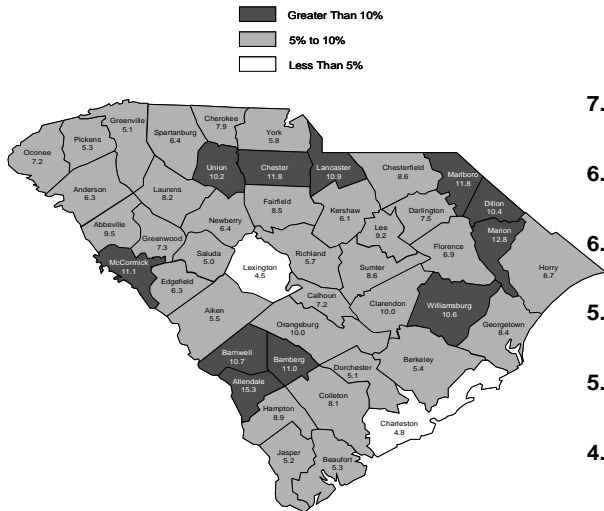 Greater Than 10%
5% to 10%
Less Than 5%
7.
6.
6.
5.
5.
4.
Cherokee
7.9
York
5.8
Greenville
5.1
Spartanburg
6.4
Pickens
5.3
Oconee
7.2
Union
10.2
Chester
11.8
Lancaster
10.9
Chesterfield
8.6
Marlboro
11.8
Anderson
6.3
Laurens
8.2
Fairfield
8.5
Kershaw
6.1
Darlington
7.5
Dillon
10.4
Abbeville
9.5
Greenwood
7.3
Newberry
6.4
Lee
9.2
Florence
6.9
Marion
12.8
McCormick
11.1
Saluda
5.0
Lexington
4.5
Richland
5.7
Sumter
8.6
Horry
6.7
Edgefield
6.3
Calhoun
7.2
Clarendon
10.0
Williamsburg
10.6
Aiken
5.5
Orangeburg
10.0
Georgetown
8.4
Barnwell
10.7
Bamberg
11.0
Dorchester
5.1
Berkeley
5.4
Allendale
15.3
Colleton
8.1
Hampton
8.9
Charleston
4.8
Jasper
5.2
Beaufort
5.3